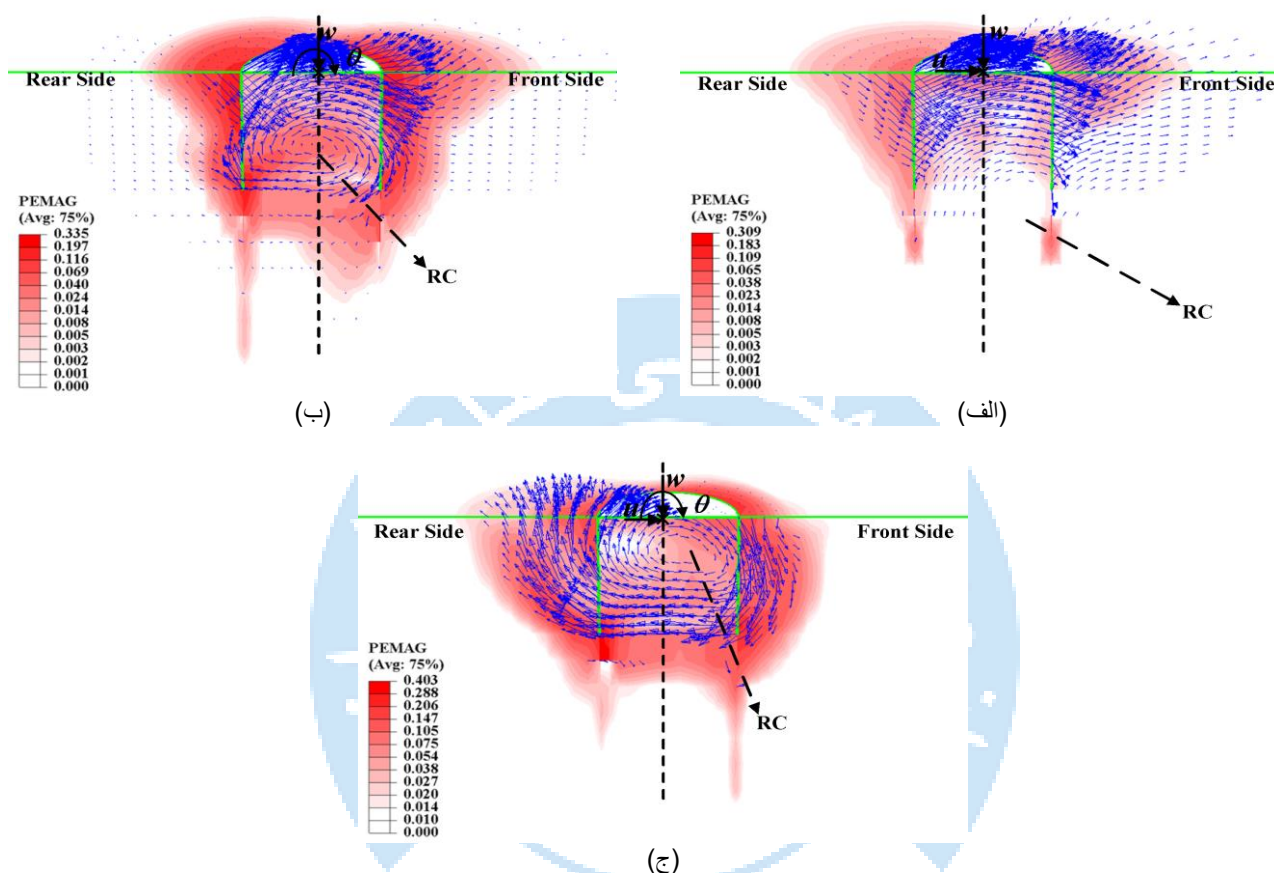 w
θ
Rear Side
Front Side
RC
PEMAG
(Avg: 75%)
0.335
0.197
0.116
0.069
0.040
0.024
0.014
0.008
0.005
0.003
0.002
0.001
0.000
(ب)
w
u
Rear Side
Front Side
RC
PEMAG
(Avg: 75%)
0.309
0.183
0.109
0.065
0.038
0.023
0.014
0.008
0.005
0.003
0.002
0.001
0.000
(الف)
w
u
θ
Rear Side
Front Side
RC
PEMAG
(Avg: 75%)
0.403
0.288
0.206
0.147
0.105
0.075
0.054
0.038
0.027
0.020
0.014
0.010
0.000
(ج)